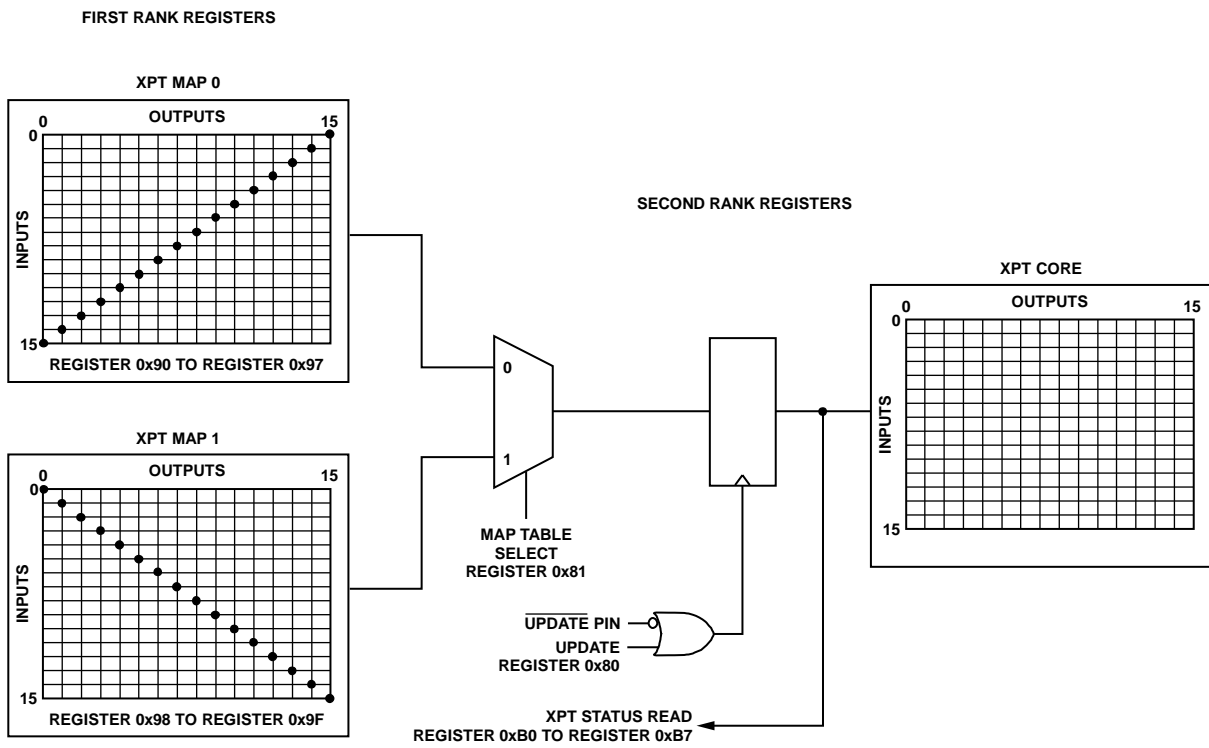 FIRST RANK REGISTERS
XPT MAP 0
OUTPUTS
0 15
0
INPUTS
15
REGISTER 0x90 TO REGISTER 0x97
XPT MAP 1
OUTPUTS
0 15
0
INPUTS
15
REGISTER 0x98 TO REGISTER 0x9F
0
1
MAP TABLE
SELECT
REGISTER 0x81
SECOND RANK REGISTERS
UPDATE PIN
UPDATE
REGISTER 0x80
XPT STATUS READ
REGISTER 0xB0 TO REGISTER 0xB7
XPT CORE
0 15
OUTPUTS
0
INPUTS
15